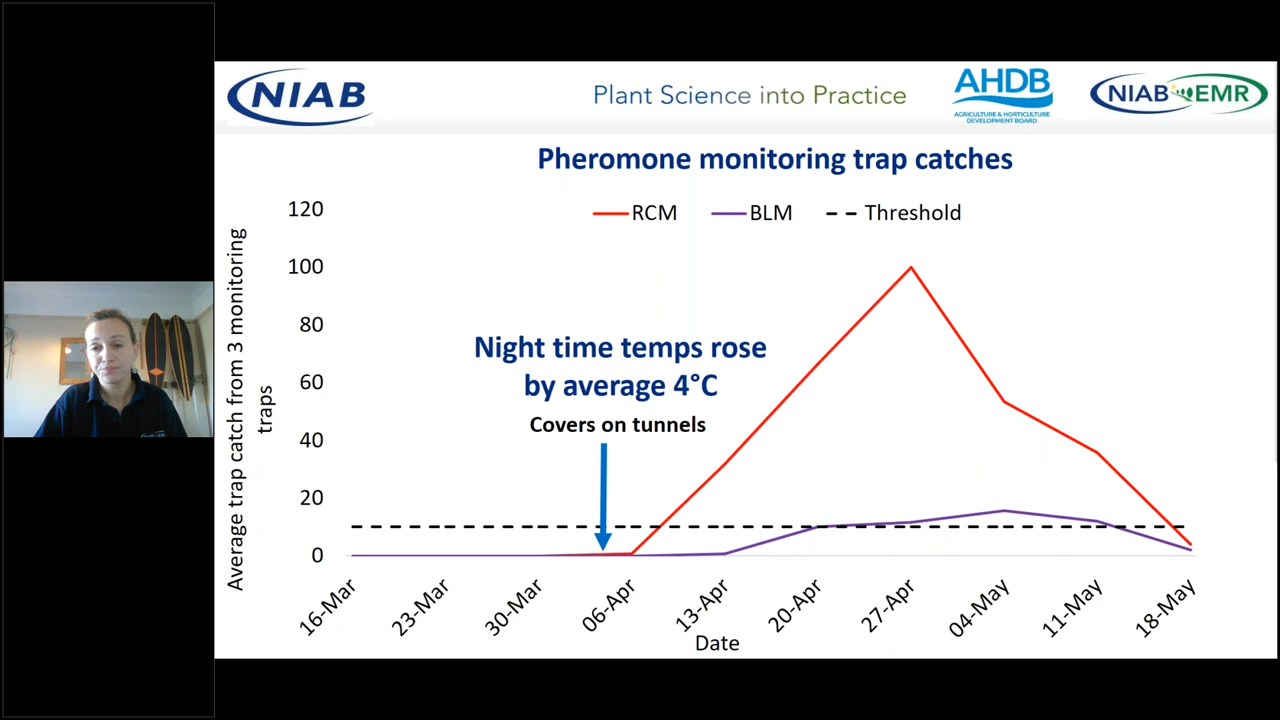 NIAB
Plant Science into Practice
AHDB
AGRICULTURE & HORTICULTURE
DEVELOPMENT BOARD
NIAB EMR
Pheromone monitoring trap catches
RCM
BLM
Threshold
Average trap catch from 3 monitoring
traps
120
100
80
60
40
20
0
Night time temps rose
by average 4°C
Covers on tunnels
16-Mar
23-Mar
30-Mar
06-Apr
13-Apr
20-Apr
27-Apr
04-May
11-May
18-May
Date